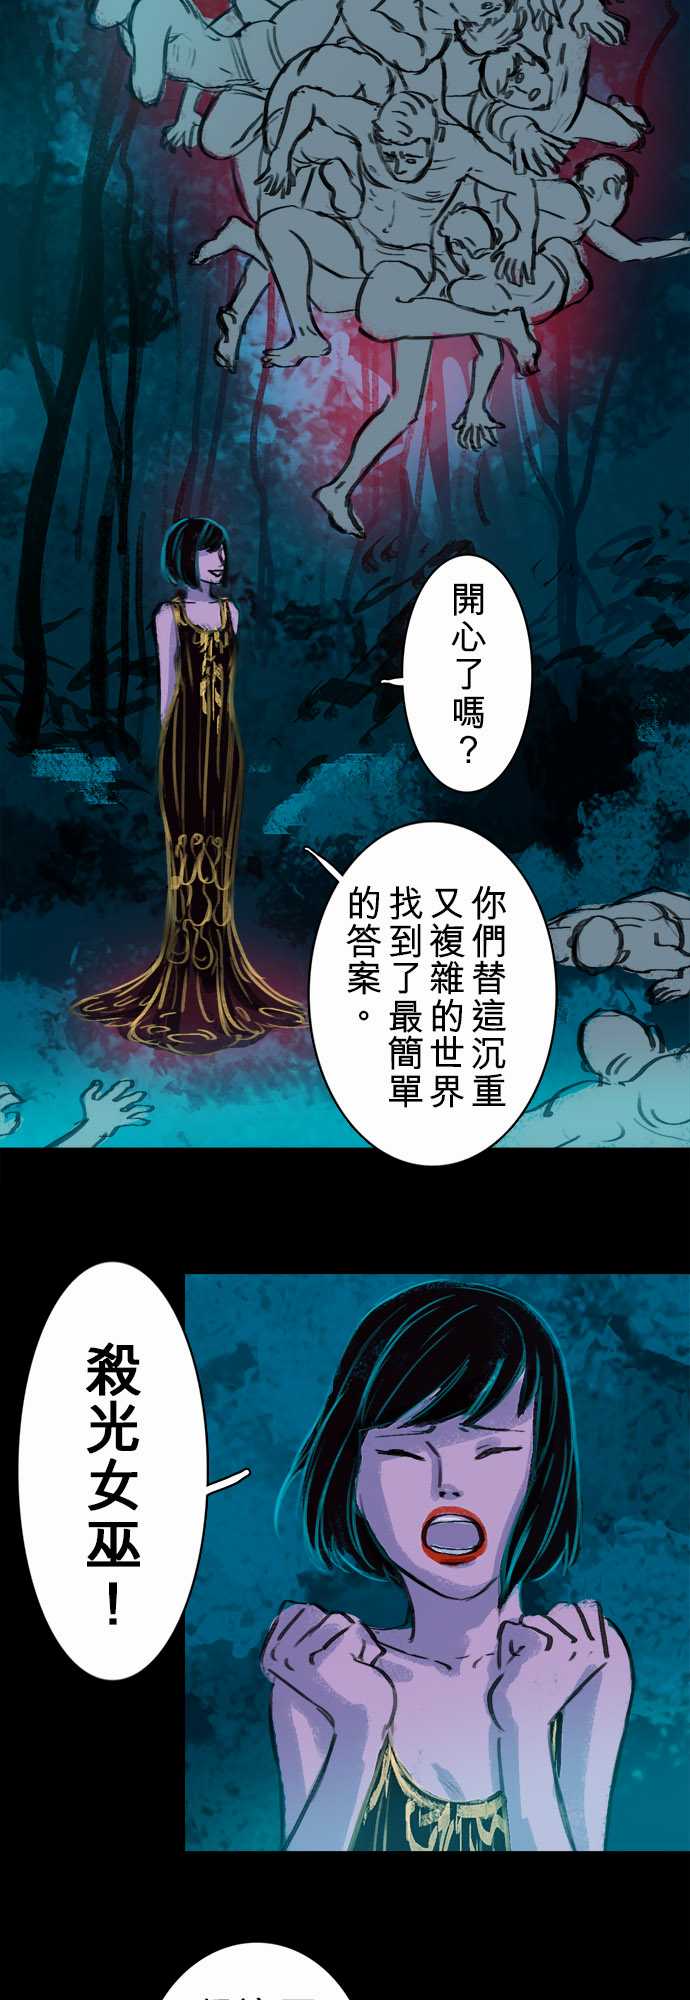 開心了嗎？
你們替這沉重
又複雜的世界
找到了最簡單
的答案。
殺光女巫！